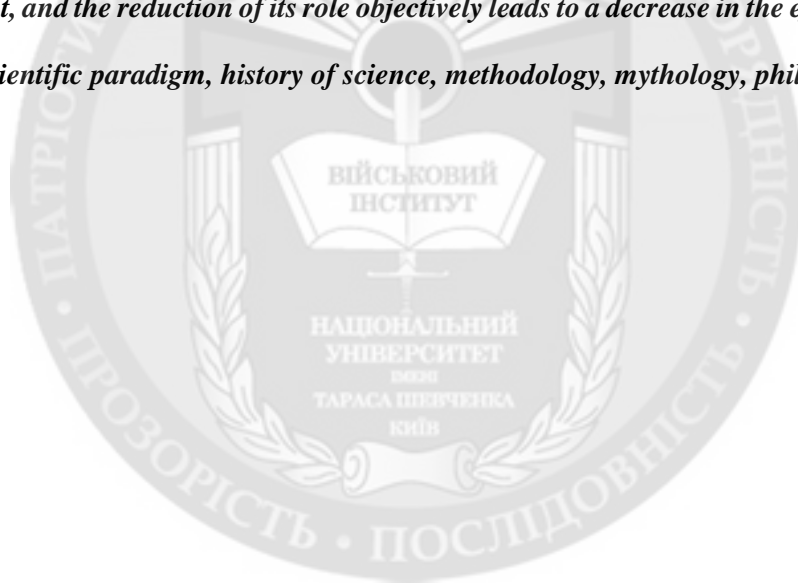 t, and the reduction of its role objectively leads to a decrease in the e
ientific paradigm, history of science, methodology, mythology, phil
ВІЙСЬКОВИЙ
ІНСТИТУТ
НАЦІОНАЛЬНИЙ
УНІВЕРСИТЕТ
ІМЕНІ
ТАРАСА ШЕВЧЕНКА
КИЇВ
ПРОЗОРІСТЬ • ПОСЛІДОВНІСТЬ •